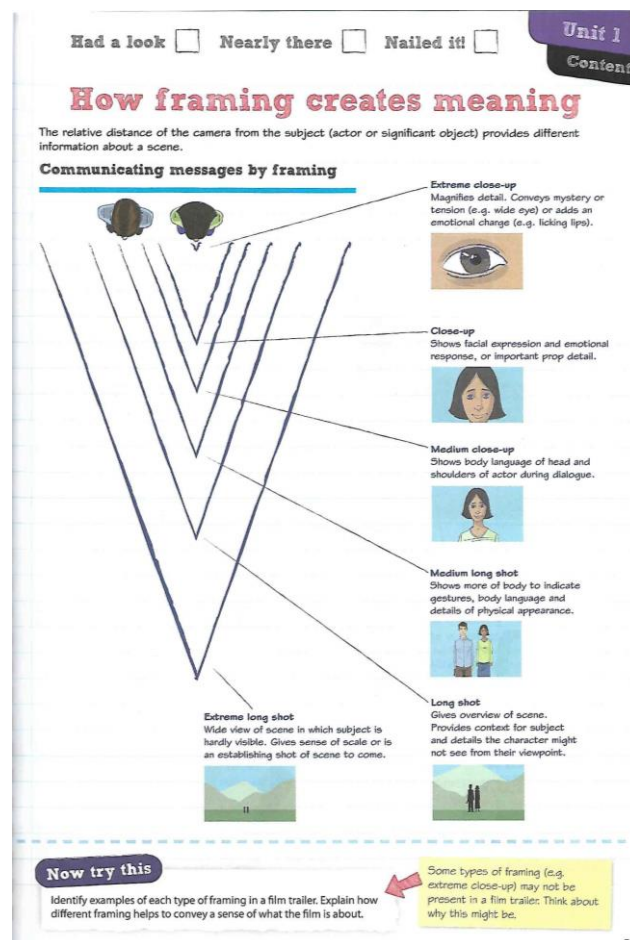 Had a look Nearly there Nailed it!
Unit 1
Content
How framing creates meaning
The relative distance of the camera from the subject (actor or significant object) provides different
information about a scene.
Communicating messages by framing
Extreme close-up
Magnifies detail. Conveys mystery or
tension (e.g. wide eye) or adds an
emotional change (e.g. licking lips).
Close-up
Shows facial expression and emotional
response, or important prop detail.
Medium close-up
Shows body language of head and
shoulders of actor during dialogue.
Medium long shot
Shows more of body to indicate
gestures, body language and
details of physical appearance.
Long shot
Gives overview of scene.
Provides context for subject
and details the character might
not see from their viewpoint.
Extreme long shot
Wide view of scene in which subject is
hardly visible. Gives sense of scale or is
an establishing shot of scene to come.
Now try this
Identify examples of each type of framing in a film trailer. Explain how
different framing helps to convey a sense of what the film is about.
Some types of framing (e.g.
extreme close-up) may not be
present in a film trailer. Think about
why this might be.